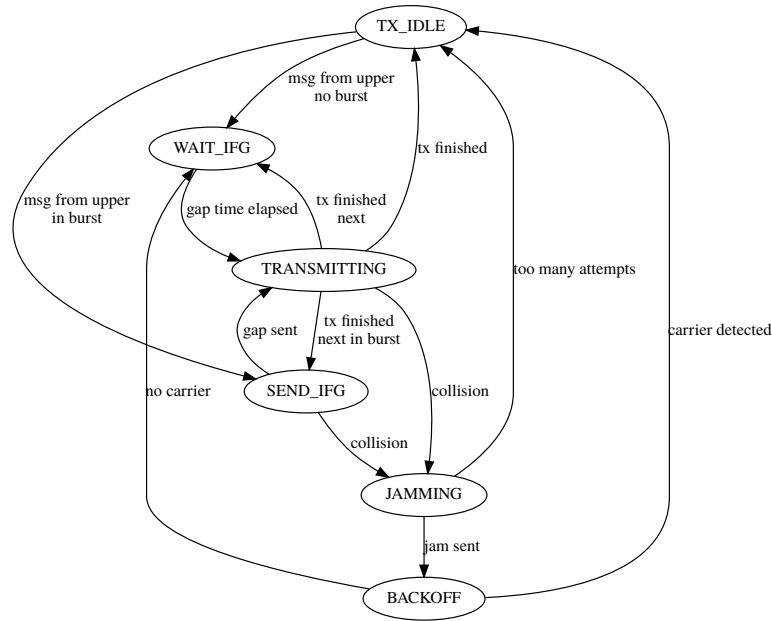 TX_IDLE
msg from upper
no burst
WAIT_IFG
tx finished
msg from upper
in burst
gap time elapsed
tx finished
next
TRANSMITTING
too many attempts
gap sent
tx finished
next in burst
carrier detected
SEND_IFG
no carrier
collision
collision
JAMMING
jam sent
BACKOFF